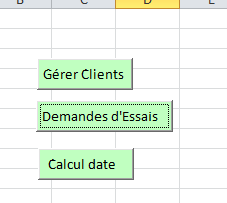 B C D E
Gérer Clients
Demandes d'Essais
Calcul date